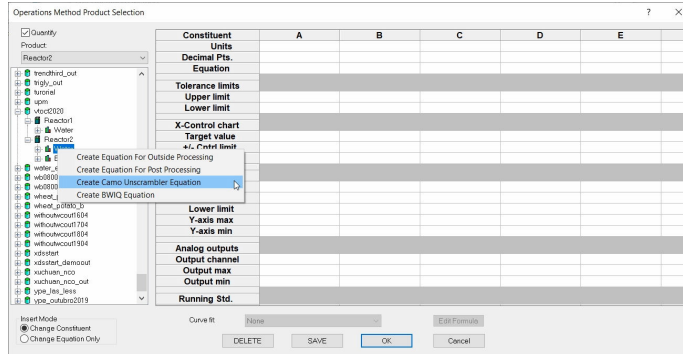 Operations Method Product Selection
?
Quantify
Product:
Reactor2
trendthird_out
trigly_out
turorial
upm
vtoct2020
Reactor1
Water
Reactor2
water_e
wb0800
wb0800
wheat_p
wheat_potato_b
withoutwcout1604
withoutwcout1704
withoutwcout1804
withoutwcout1904
xdsstart
xdsstart_demoout
xuchuan_nco
xuchuan_nco_out
ype_las_less
ype_outubro2019
Create Equation For Outside Processing
Create Equation For Post Processing
Create Camo Unscrambler Equation
Create BWIQ Equation
Constituent A B C D E
Units
Decimal Pts.
Equation
Tolerance limits
Upper limit
Lower limit
X-Control chart
Target value
+/- Cntrl limit
Lower limit
Y-axis max
Y-axis min
Analog outputs
Output channel
Output max
Output min
Running Std.
Insert Mode
Change Constituent
Change Equation Only
Curve fit: None
Edit Formula
DELETE SAVE OK Cancel